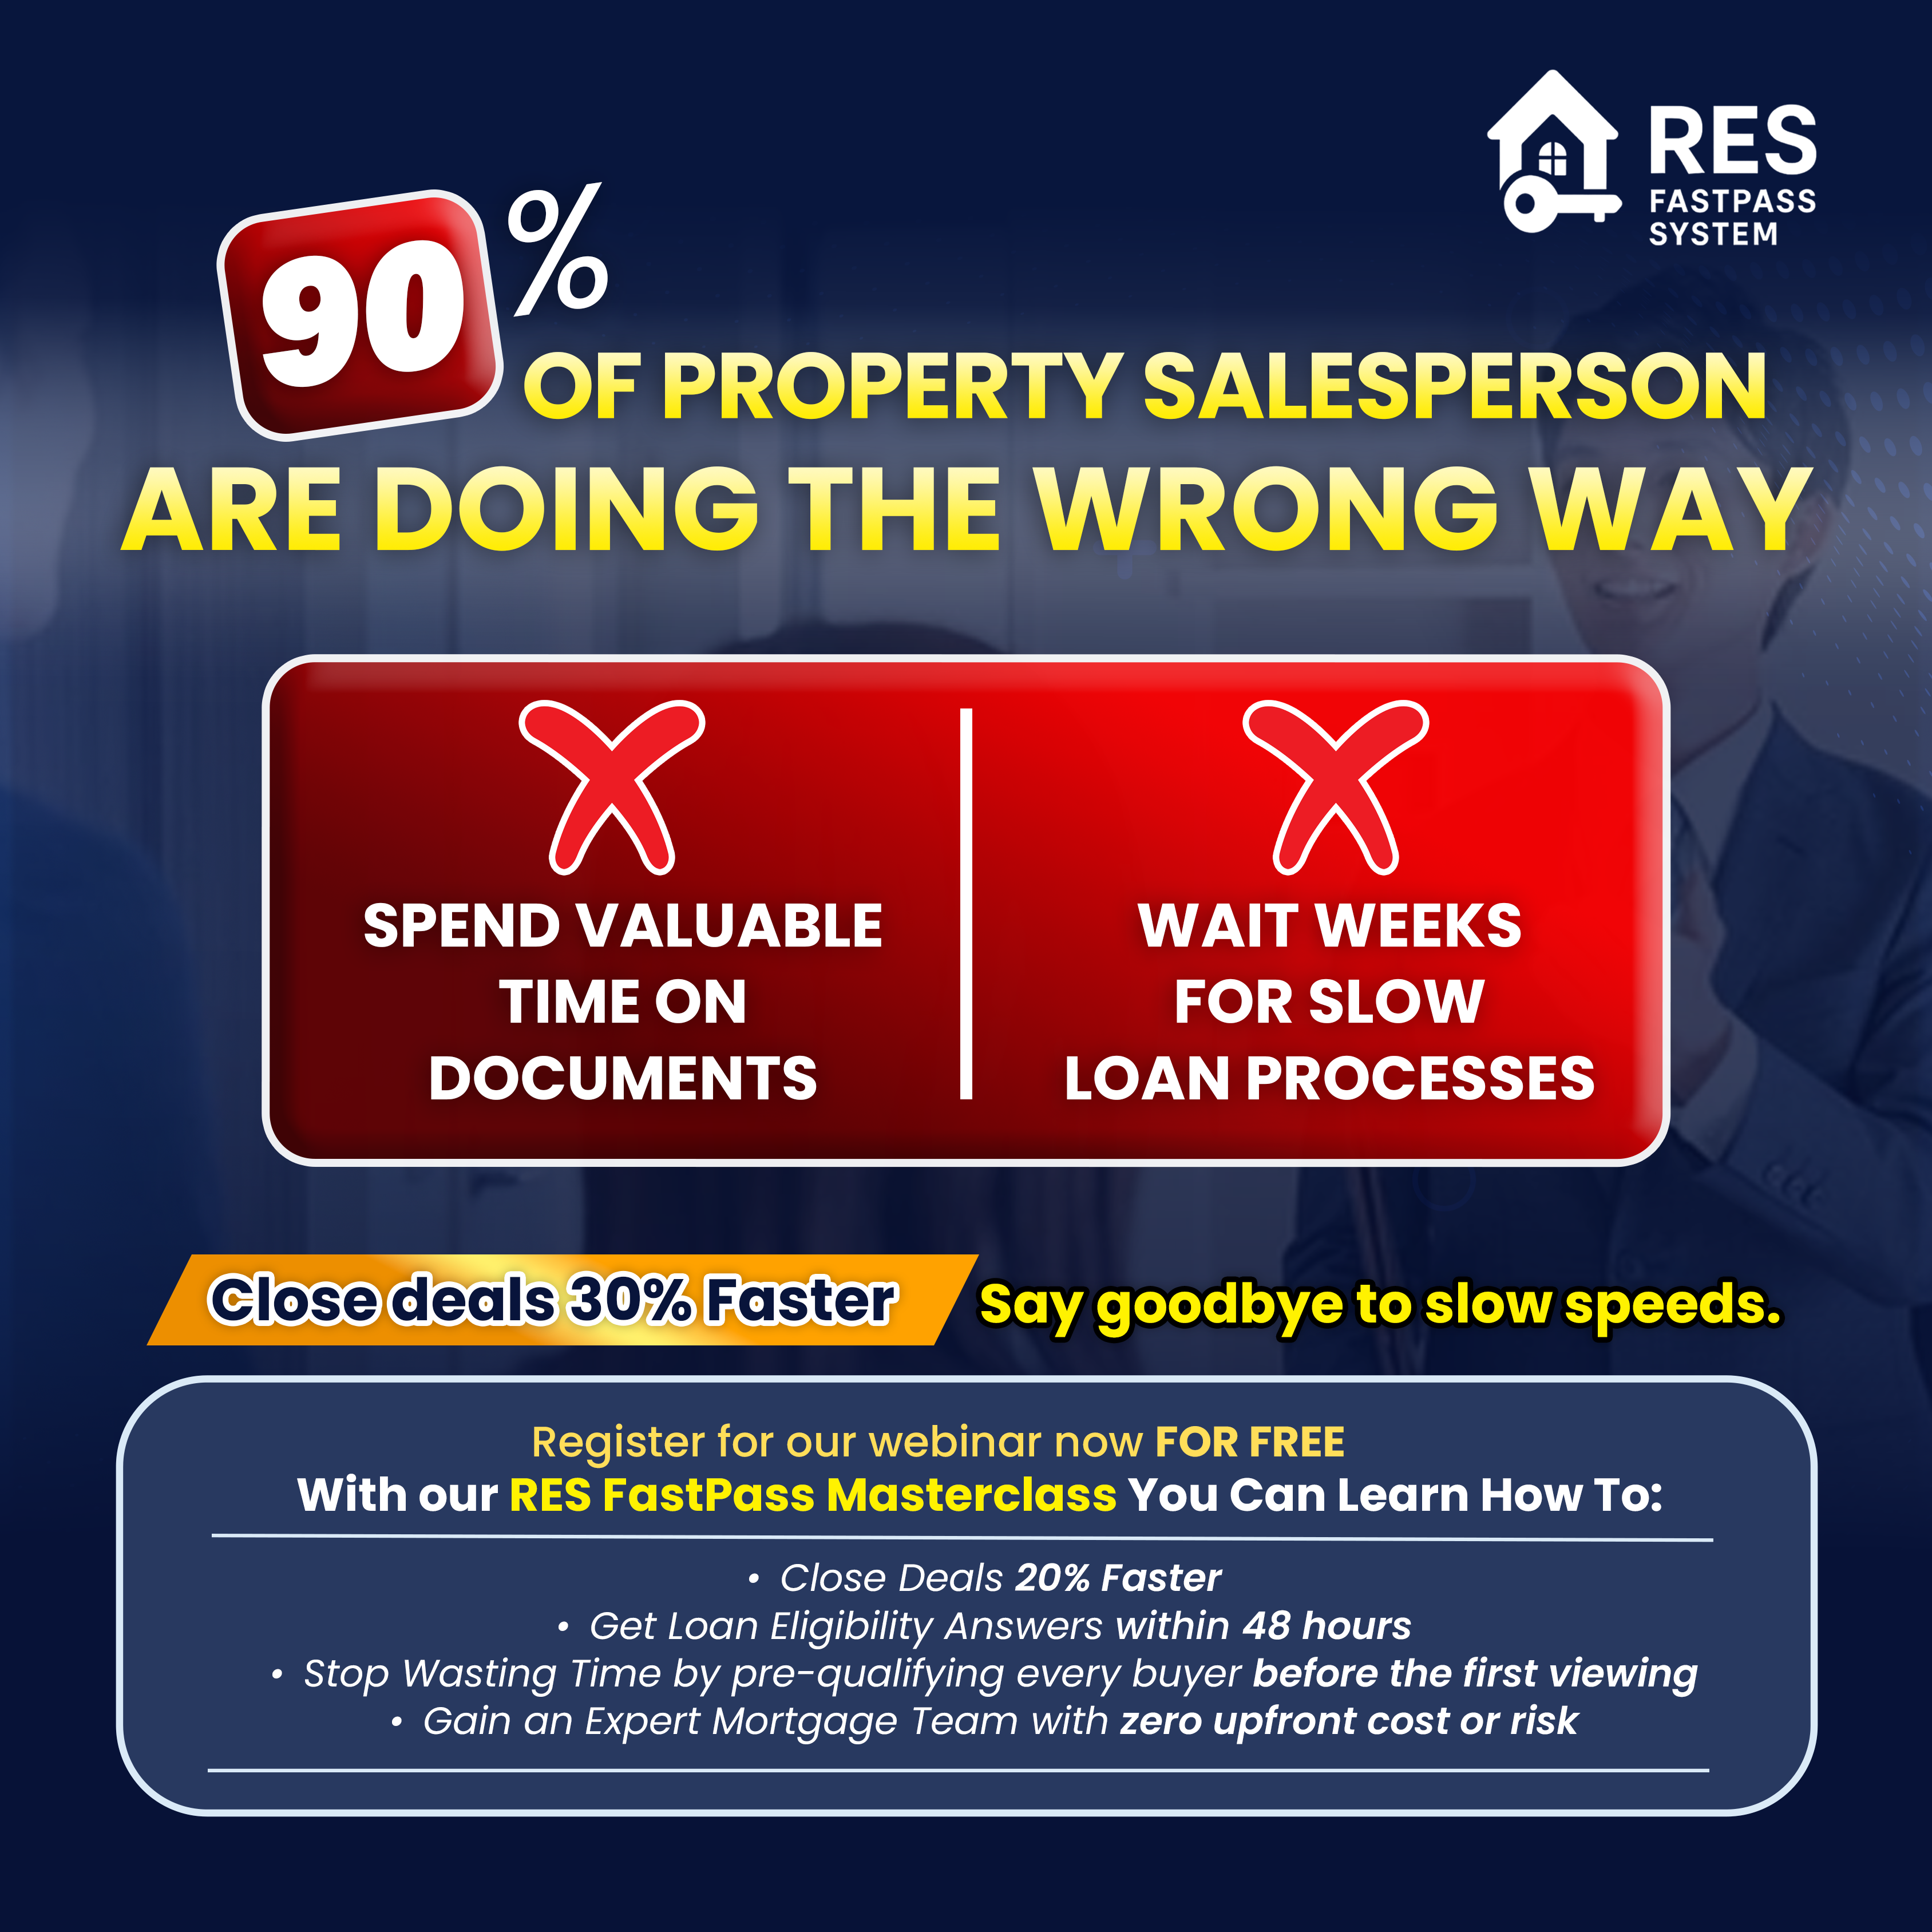 RES
FASTPASS
SYSTEM
90%
OF PROPERTY SALESPERSON
ARE DOING THE WRONG WAY
SPEND VALUABLE
TIME ON
DOCUMENTS
WAIT WEEKS
FOR SLOW
LOAN PROCESSES
Close deals 30% Faster
Say goodbye to slow speeds.
Register for our webinar now FOR FREE
With our RES FastPass Masterclass You Can Learn How To:
• Close Deals 20% Faster
• Get Loan Eligibility Answers within 48 hours
• Stop Wasting Time by pre-qualifying every buyer before the first viewing
• Gain an Expert Mortgage Team with zero upfront cost or risk